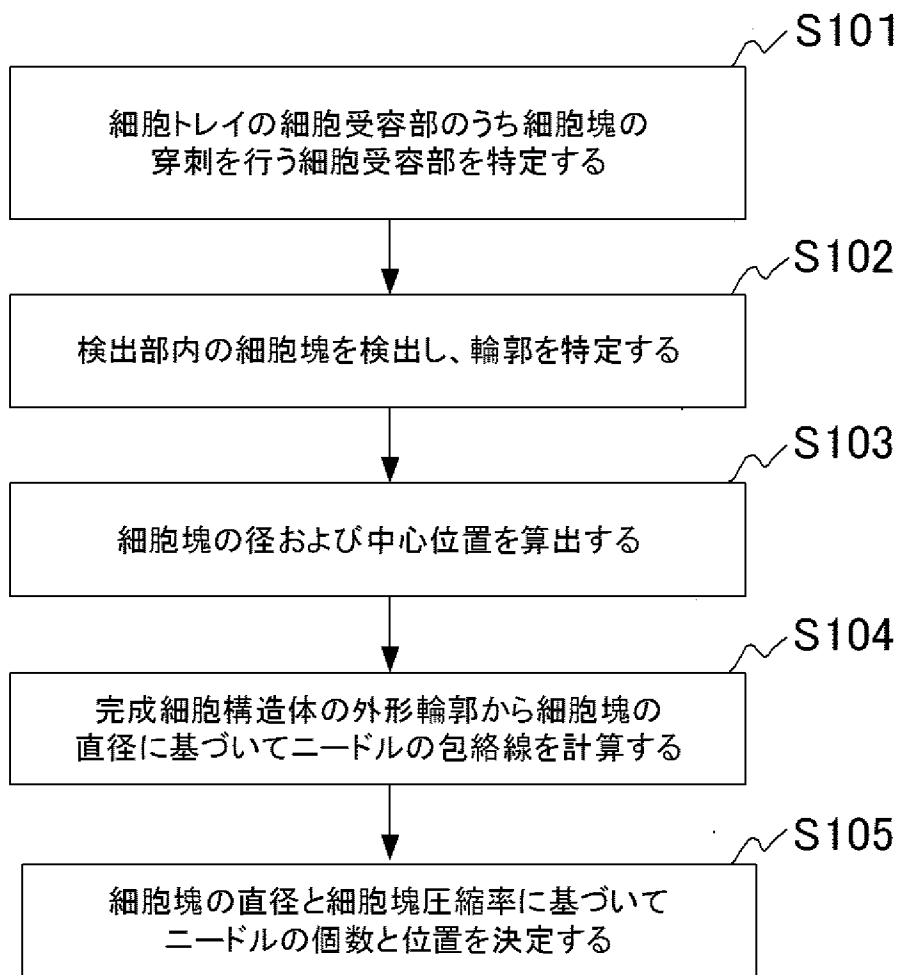 S101
細胞トレイの細胞受容部のうち細胞塊の
穿刺を行う細胞受容部を特定する
S102
検出部内の細胞塊を検出し、輪郭を特定する
S103
細胞塊の径および中心位置を算出する
S104
完成細胞構造体の外形輪郭から細胞塊の
直径に基づいてニードルの包絡線を計算する
S105
細胞塊の直径と細胞塊圧縮率に基づいて
ニードルの個数と位置を決定する